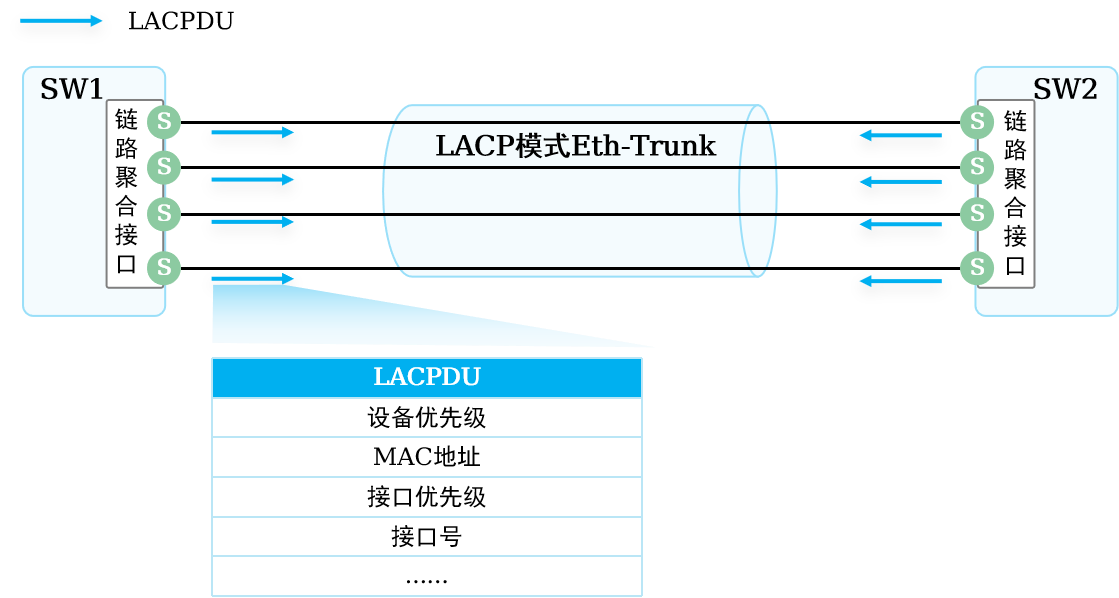 LACPDU
SW1
链路聚合接口
S
S
S
S
LACP模式Eth-Trunk
SW2
S
S
S
S
链路聚合接口
LACPDU
设备优先级
MAC地址
接口优先级
接口号
......